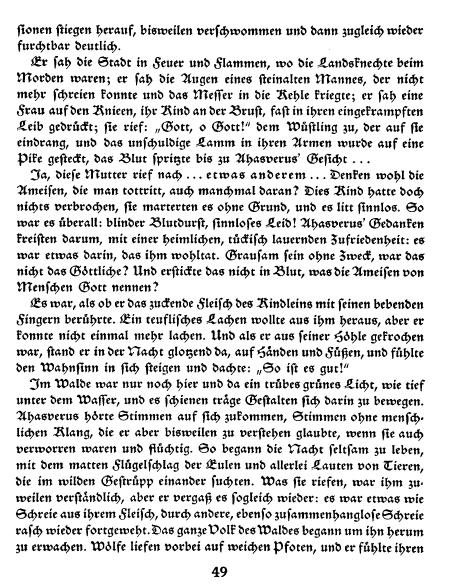 sionen stiegen herauf, bisweilen verschwommen und dann zugleich wieder
furchtbar deutlich.
Er sah die Stadt in Feuer und Flammen, wo die Landsknechte beim
Morden waren; er sah die Augen eines steinalten Mannes, der nicht
mehr schreien konnte und das Messer in die Kehle kriegte; er sah eine
Frau auf den Knieen, ihr Kind an der Brust, fast in ihren eingekrampften
Leib gedrückt; sie rief: „Gott, o Gott!“ dem Wüstling zu, der auf sie
eindrang, und das unschuldige Lamm in ihren Armen wurde auf eine
Pike gesteckt, das Blut spritzte bis zu Ahasverus' Gesicht ...
Ja, diese Mutter rief nach ... etwas anderem ... Denken wohl die
Ameisen, die man tottritt, auch manchmal daran? Dies Kind hatte doch
nichts verbrochen, sie marterten es ohne Grund, und es litt sinnlos. So
war es überall: blinder Blutdurst, sinnloses Leid! Ahasverus' Gedanken
kreisten darum, mit einer heimlichen, tückisch lauernden Zufriedenheit: es
war etwas darin, das ihm wohltat. Grausam sein ohne Zweck, war das
nicht das Göttliche? Und erstickte das nicht in Blut, was die Ameisen von
Menschen Gott nennen?
Es war, als ob er das zuckende Fleisch des Kindleins mit seinen bebenden
Fingern berührte. Ein teuflisches Lachen wollte aus ihm heraus, aber er
konnte nicht einmal mehr lachen. Und als er aus seiner Höhle gekrochen
war, stand er in der Nacht glotzend da, auf Händen und Füßen, und fühlte
den Wahnsinn in sich steigen und dachte: „So ist es gut!“
Im Walde war nur noch hier und da ein trübes grünes Licht, wie tief
unter dem Wasser, und es schienen träge Gestalten sich darin zu bewegen.
Ahasverus hörte Stimmen auf sich zukommen, Stimmen ohne mensch-
lichen Klang, die er aber bisweilen zu verstehen glaubte, wenn sie auch
verworren waren und flüchtig. So begann die Nacht seltsam zu leben,
mit dem matten Flügelschlag der Eulen und allerlei Lauten von Tieren,
die im wilden Gestrüpp einander suchten. Was sie riefen, war ihm zu-
weilen verständlich, aber er vergaß es sogleich wieder: es war etwas wie
Schreie aus ihrem Fleisch, durch andere, ebenso zusammenhanglose Schreie
rasch wieder fortgeweht. Das ganze Volk des Waldes begann um ihn herum
zu erwachen. Wölfe liefen vorbei auf weichen Pfoten, und er fühlte ihren
49